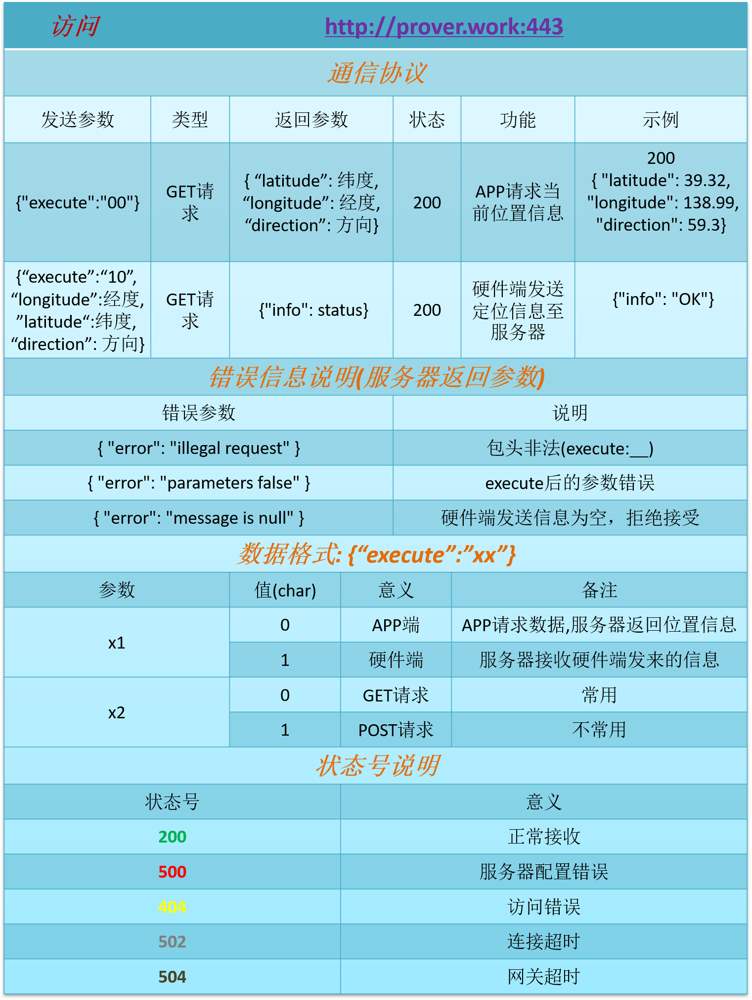 访问
http://prover.work:443
通信协议
发送参数
类型
返回参数
状态
功能
示例
{"execute":"00"}
GET请
求
{ “latitude”: 纬度,
“longitude”: 经度,
“direction”: 方向}
200
APP请求当
前位置信息
200
{ "latitude": 39.32,
"longitude": 138.99,
"direction": 59.3}
{“execute”:“10”,
“longitude”:经度,
”latitude“:纬度,
“direction”: 方向}
GET请
求
{"info": status}
200
硬件端发送
定位信息至
服务器
{"info": "OK"}
错误信息说明(服务器返回参数)
错误参数
说明
{ "error": "illegal request" }
包头非法(execute:__)
{ "error": "parameters false" }
execute后的参数错误
{ "error": "message is null" }
硬件端发送信息为空，拒绝接受
数据格式: {“execute”:”xx”}
参数
值(char)
意义
备注
x1
0
APP端
APP请求数据,服务器返回位置信息
1
硬件端
服务器接收硬件端发来的信息
x2
0
GET请求
常用
1
POST请求
不常用
状态号说明
状态号
意义
200
正常接收
500
服务器配置错误
404
访问错误
502
连接超时
504
网关超时